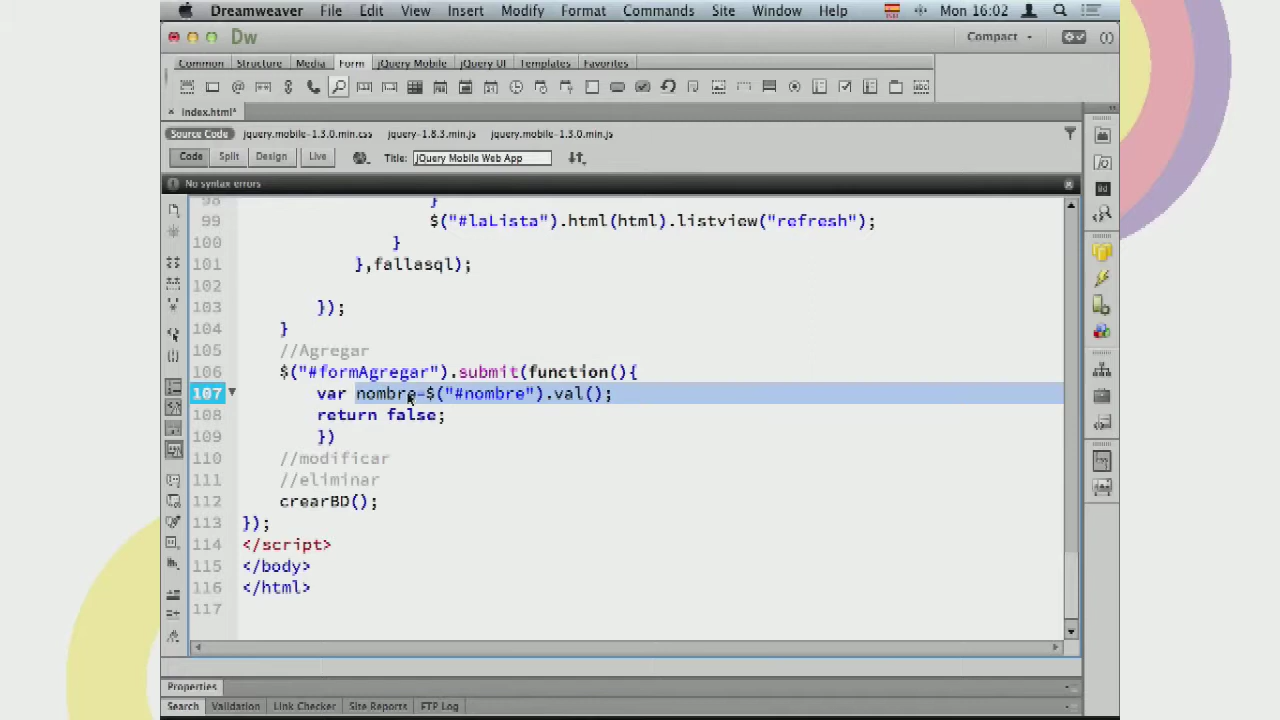 Dreamweaver File Edit View Insert Modify Format Commands Site Window Help Mon 16:02
Dw Compact
Common Structure Media Form jQuery Mobile jQuery UI Templates Favorites
index.html*
Source Code jquery.mobile-1.3.0.min.css jquery-1.8.3.min.js jquery.mobile-1.3.0.min.js
Code Split Design Live Title: jQuery Mobile Web App
No syntax errors
98 }
99 $("#laLista").html(html).listview("refresh");
100 }
101 },fallasql);
102
103 });
104 }
105 //Agregar
106 $("#formAgregar").submit(function(){
107 var nombre=$("#nombre").val();
108 return false;
109 })
110 //modificar
111 //eliminar
112 crearBD();
113 });
114 </script>
115 </body>
116 </html>
117
Properties
Search Validation Link Checker Site Reports FTP Log